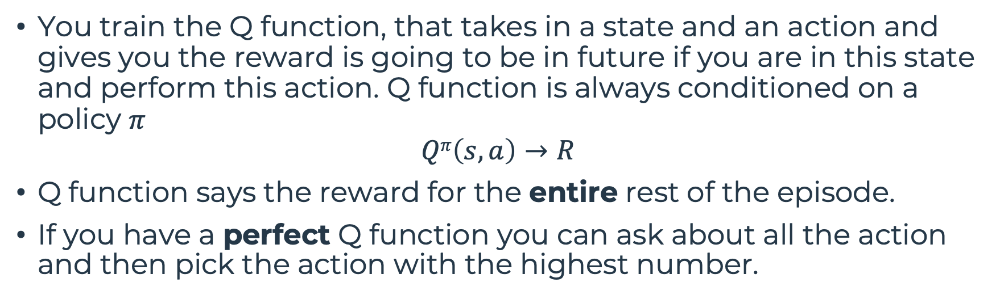 • You train the Q function, that takes in a state and an action and
gives you the reward is going to be in future if you are in this state
and perform this action. Q function is always conditioned on a
policy π
Q^π(s, a) → R
• Q function says the reward for the entire rest of the episode.
• If you have a perfect Q function you can ask about all the action
and then pick the action with the highest number.